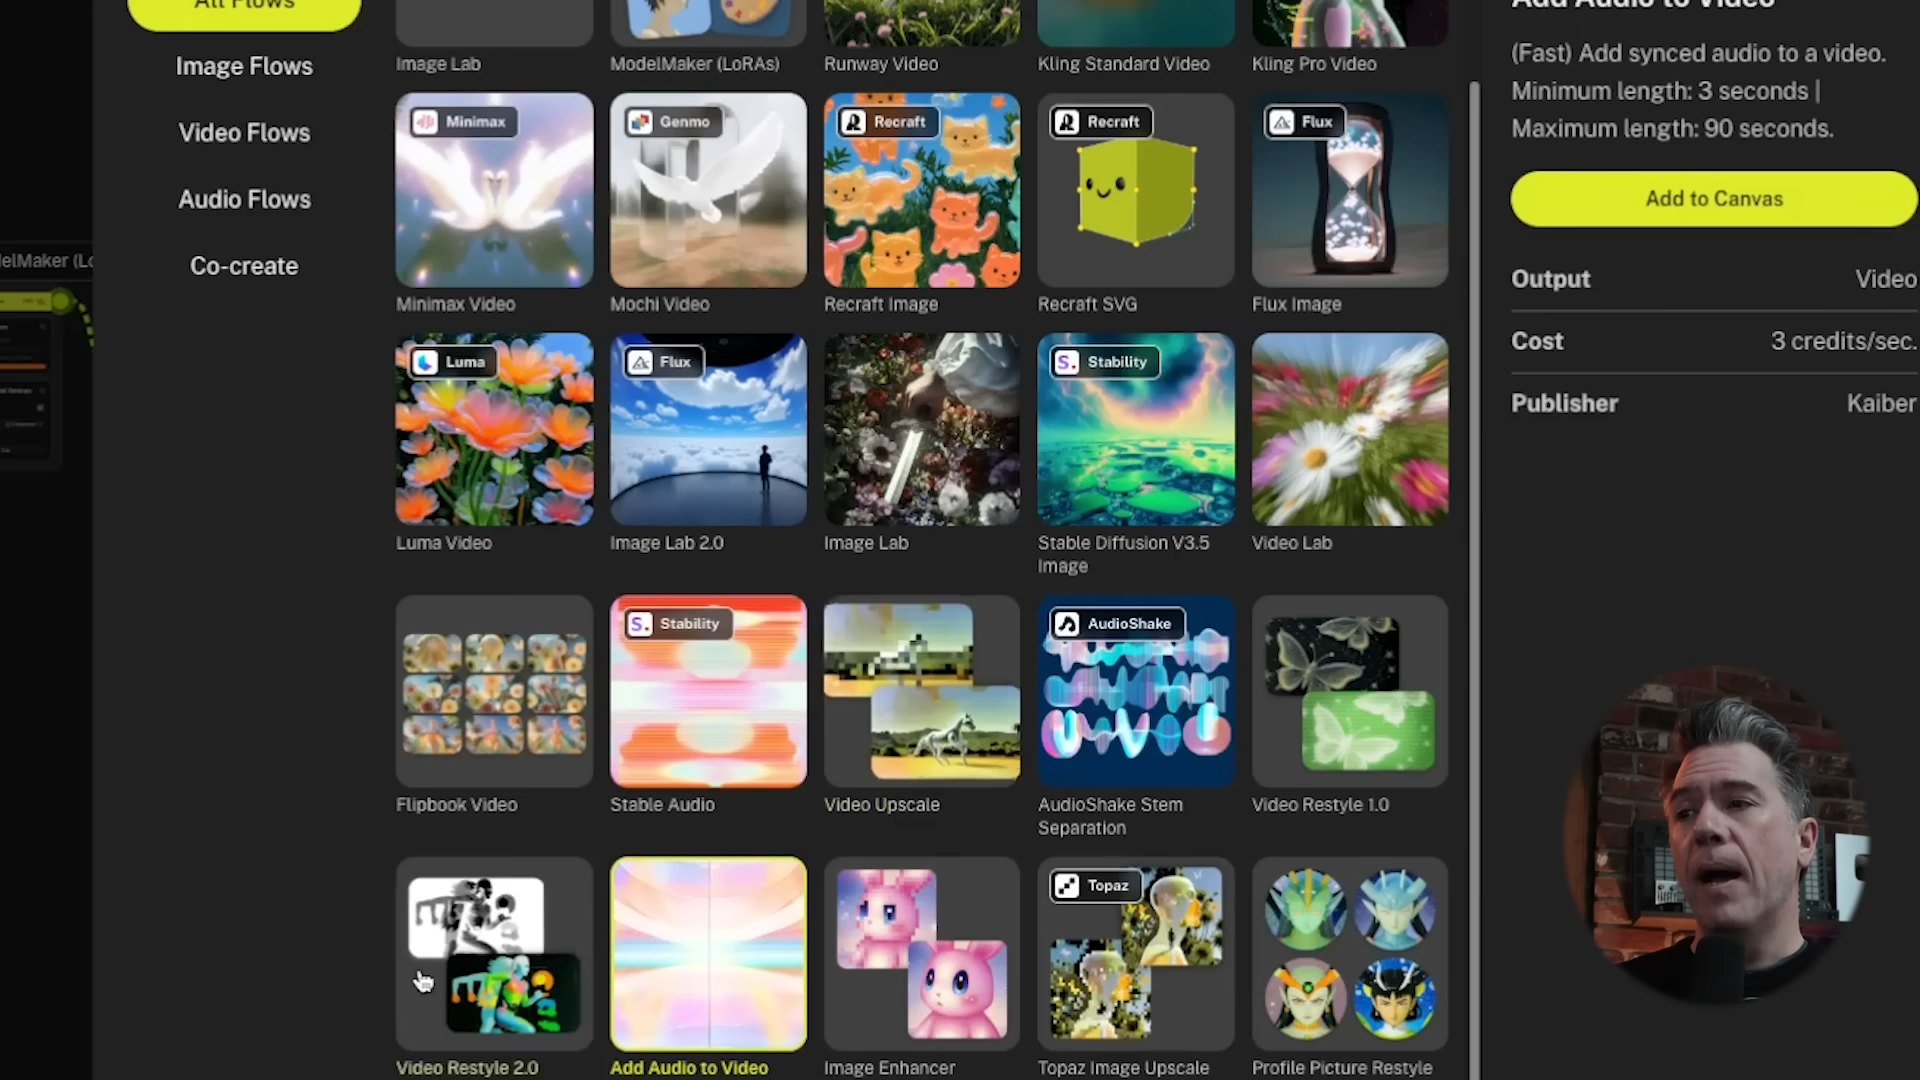 All Flows
Image Flows
Video Flows
Audio Flows
Co-create
Image Lab
ModelMaker (LoRAs)
Runway Video
Kling Standard Video
Kling Pro Video
Minimax
Genmo
Recraft
Recraft
Flux
Minimax Video
Mochi Video
Recraft Image
Recraft SVG
Flux Image
Luma
Flux
Stability
Luma Video
Image Lab 2.0
Image Lab
Stable Diffusion V3.5
Image
Video Lab
Stability
AudioShake
Flipbook Video
Stable Audio
Video Upscale
AudioShake Stem
Separation
Video Restyle 1.0
Topaz
Video Restyle 2.0
Add Audio to Video
Image Enhancer
Topaz Image Upscale
Profile Picture Restyle
Add Audio to Video
(Fast) Add synced audio to a video.
Minimum length: 3 seconds |
Maximum length: 90 seconds.
Add to Canvas
Output Video
Cost 3 credits/sec.
Publisher Kaiber